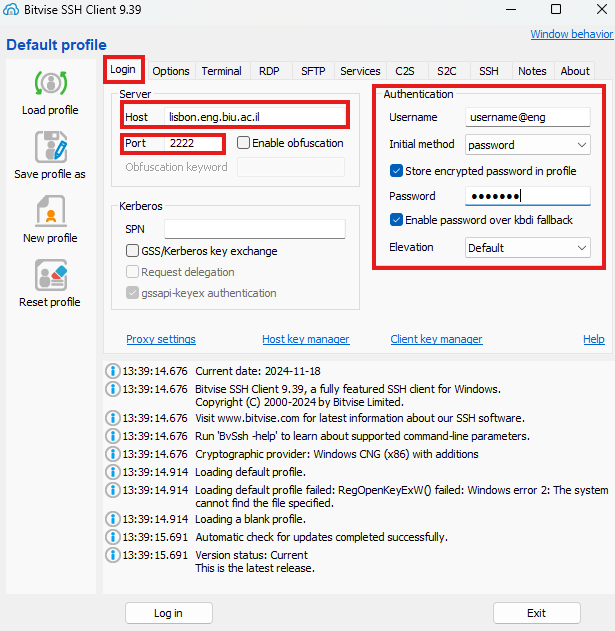 Bitvise SSH Client 9.39
Window behavior
Default profile
Load profile
Save profile as
New profile
Reset profile
Login Options Terminal RDP SFTP Services C2S S2C SSH Notes About
Server
Host lisbon.eng.biu.ac.il
Port 2222 Enable obfuscation
Obfuscation keyword
Kerberos
SPN
GSS/Kerberos key exchange
Request delegation
gssapi-keyex authentication
Authentication
Username username@eng
Initial method password
Store encrypted password in profile
Password •••••••
Enable password over kbdi fallback
Elevation Default
Proxy settings Host key manager Client key manager Help
13:39:14.676 Current date: 2024-11-18
13:39:14.676 Bitvise SSH Client 9.39, a fully featured SSH client for Windows.
Copyright (C) 2000-2024 by Bitvise Limited.
13:39:14.676 Visit www.bitvise.com for latest information about our SSH software.
13:39:14.676 Run 'BvSsh -help' to learn about supported command-line parameters.
13:39:14.676 Cryptographic provider: Windows CNG (x86) with additions
13:39:14.914 Loading default profile.
13:39:14.914 Loading default profile failed: RegOpenKeyExW() failed: Windows error 2: The system
cannot find the file specified.
13:39:14.914 Loading a blank profile.
13:39:15.691 Automatic check for updates completed successfully.
13:39:15.691 Version status: Current
This is the latest release.
Log in Exit